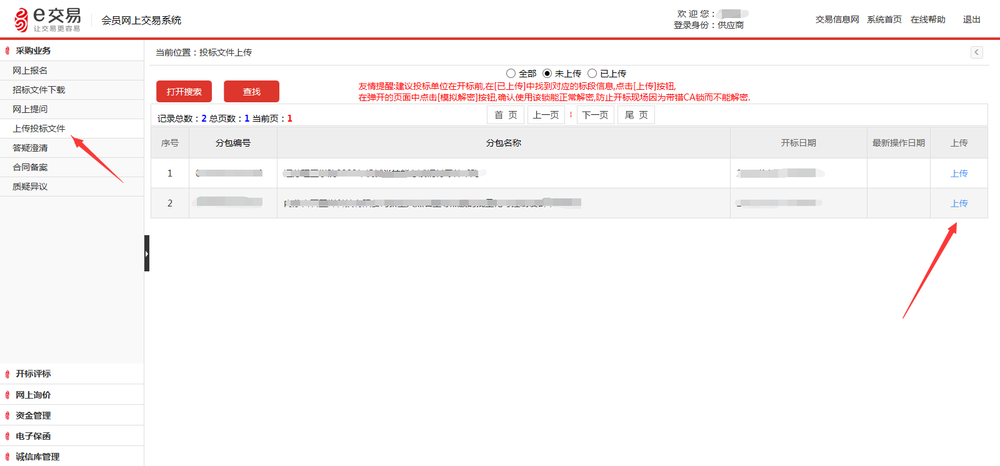 e交易
让交易更容易
会员网上交易系统
欢 迎 您：
登录身份：供应商
交易信息网 系统首页 在线帮助 退出
采购业务
网上报名
招标文件下载
网上提问
上传投标文件
答疑澄清
合同备案
质疑异议
开标评标
网上询价
资金管理
电子保函
诚信库管理
当前位置：投标文件上传
全部 未上传 已上传
打开搜索 查找
友情提醒:建议投标单位在开标前,在[已上传]中找到对应的标段信息,点击[上传]按钮,
在弹开的页面中点击[模拟解密]按钮,确认使用该锁能正常解密,防止开标现场因为带错CA锁而不能解密.
记录总数：2 总页数：1 当前页：1
首 页 上一页 下一页 尾 页
序号 分包编号 分包名称 开标日期 最新操作日期 上传
1 上传
2 上传